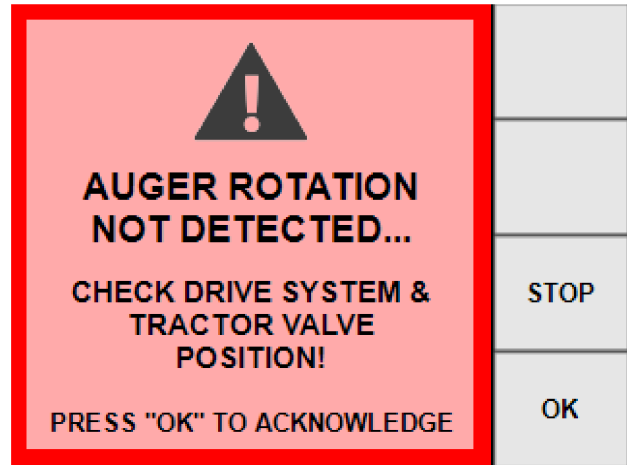 AUGER ROTATION
NOT DETECTED...
CHECK DRIVE SYSTEM &
TRACTOR VALVE
POSITION!
PRESS "OK" TO ACKNOWLEDGE
STOP
OK